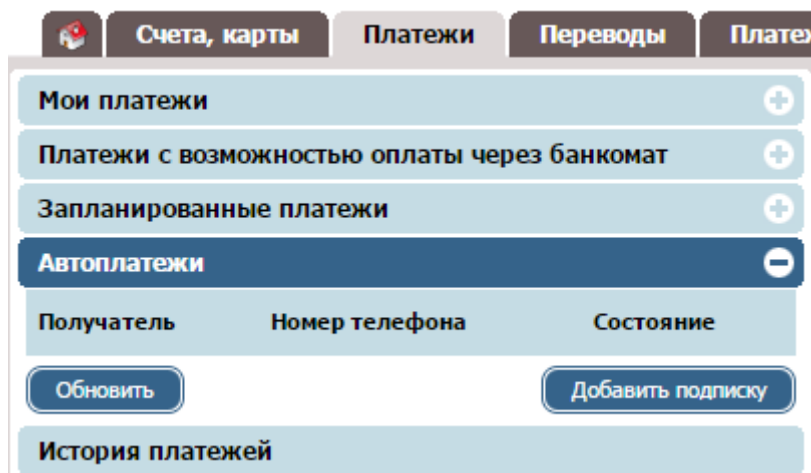 Счета, карты Платежи Переводы
Мои платежи
Платежи с возможностью оплаты через банкомат
Запланированные платежи
Автоплатежи
Получатель Номер телефона Состояние
Обновить Добавить подписку
История платежей